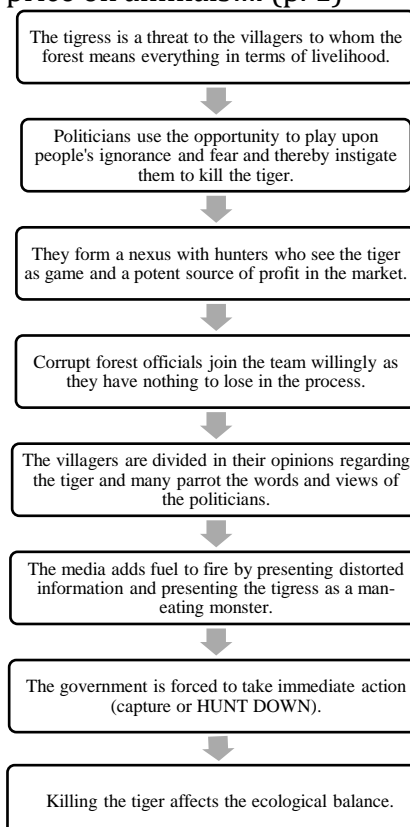 The tigress is a threat to the villagers to whom the
forest means everything in terms of livelihood.
Politicians use the opportunity to play upon
people's ignorance and fear and thereby instigate
them to kill the tiger.
They form a nexus with hunters who see the tiger
as game and a potent source of profit in the market.
Corrupt forest officials join the team willingly as
they have nothing to lose in the process.
The villagers are divided in their opinions regarding
the tiger and many parrot the words and views of
the politicians.
The media adds fuel to fire by presenting distorted
information and presenting the tigress as a man-
eating monster.
The government is forced to take immediate action
(capture or HUNT DOWN).
Killing the tiger affects the ecological balance.